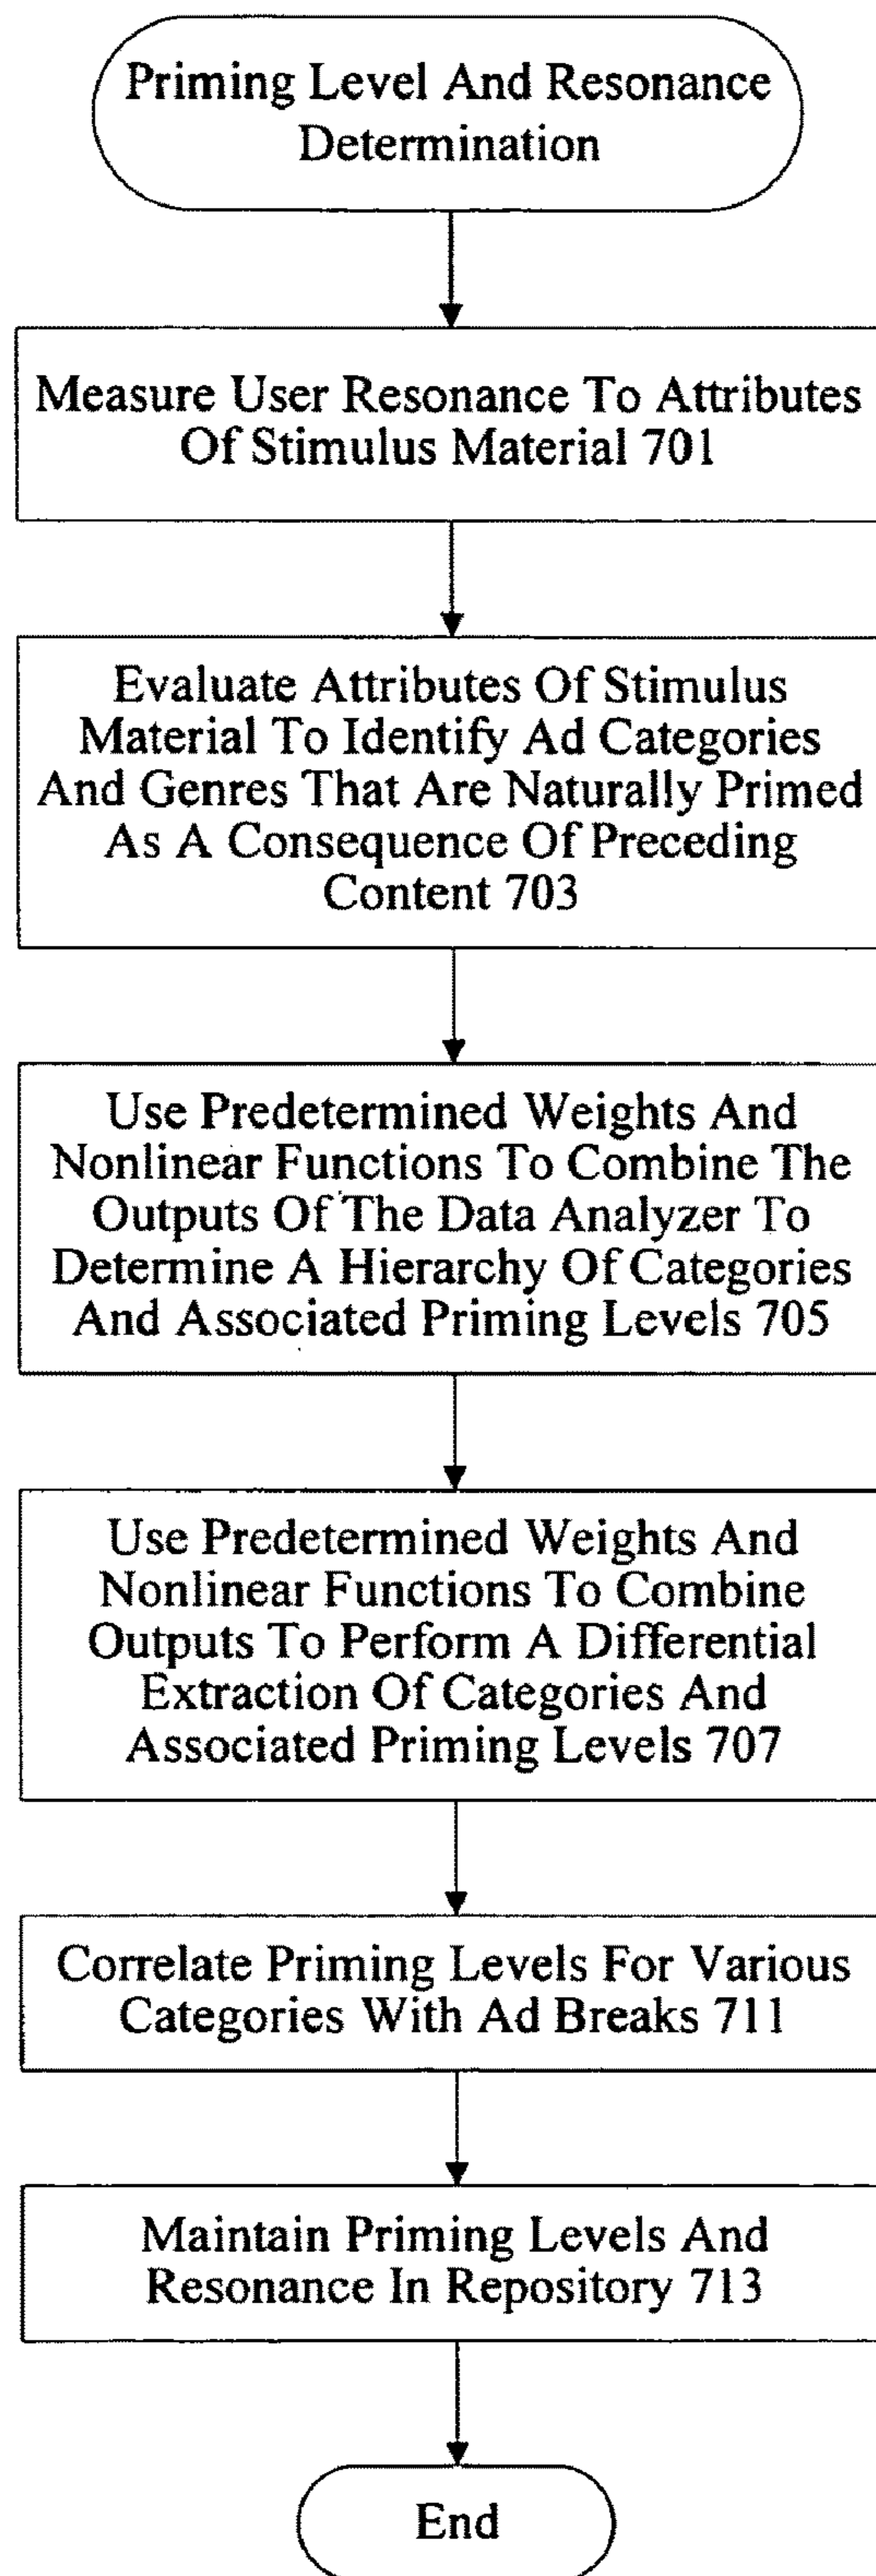 Priming Level And Resonance
Determination
Measure User Resonance To Attributes
Of Stimulus Material 701
Evaluate Attributes Of Stimulus
Material To Identify Ad Categories
And Genres That Are Naturally Primed
As A Consequence Of Preceding
Content 703
Use Predetermined Weights And
Nonlinear Functions To Combine The
Outputs Of The Data Analyzer To
Determine A Hierarchy Of Categories
And Associated Priming Levels 705
Use Predetermined Weights And
Nonlinear Functions To Combine
Outputs To Perform A Differential
Extraction Of Categories And
Associated Priming Levels 707
Correlate Priming Levels For Various
Categories With Ad Breaks 711
Maintain Priming Levels And
Resonance In Repository 713
End